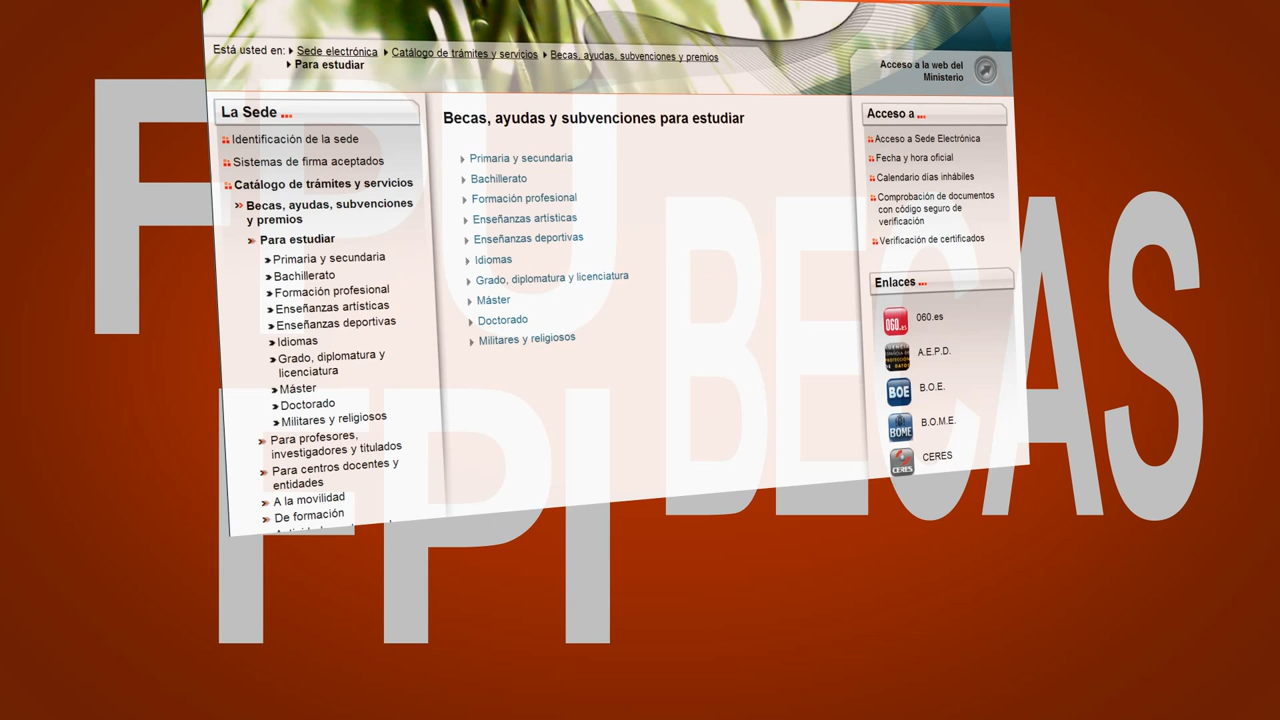 Está usted en: Sede electrónica Catálogo de trámites y servicios Becas, ayudas, subvenciones y premios
Para estudiar
Acceso a la web del
Ministerio
La Sede ...
Identificación de la sede
Sistemas de firma aceptados
Catálogo de trámites y servicios
Becas, ayudas, subvenciones
y premios
Para estudiar
Primaria y secundaria
Bachillerato
Formación profesional
Enseñanzas artísticas
Enseñanzas deportivas
Idiomas
Grado, diplomatura y
licenciatura
Máster
Doctorado
Militares y religiosos
Para profesores,
investigadores y titulados
Para centros docentes y
entidades
A la movilidad
De formación
Becas, ayudas y subvenciones para estudiar
Primaria y secundaria
Bachillerato
Formación profesional
Enseñanzas artísticas
Enseñanzas deportivas
Idiomas
Grado, diplomatura y licenciatura
Máster
Doctorado
Militares y religiosos
Acceso a ...
Acceso a Sede Electrónica
Fecha y hora oficial
Calendario días inhábiles
Comprobación de documentos
con código seguro de
verificación
Verificación de certificados
Enlaces ...
060.es 060.es
A.E.P.D.
BOE B.O.E.
BOME B.O.M.E.
CERES CERES
FPU
BECAS
FPI